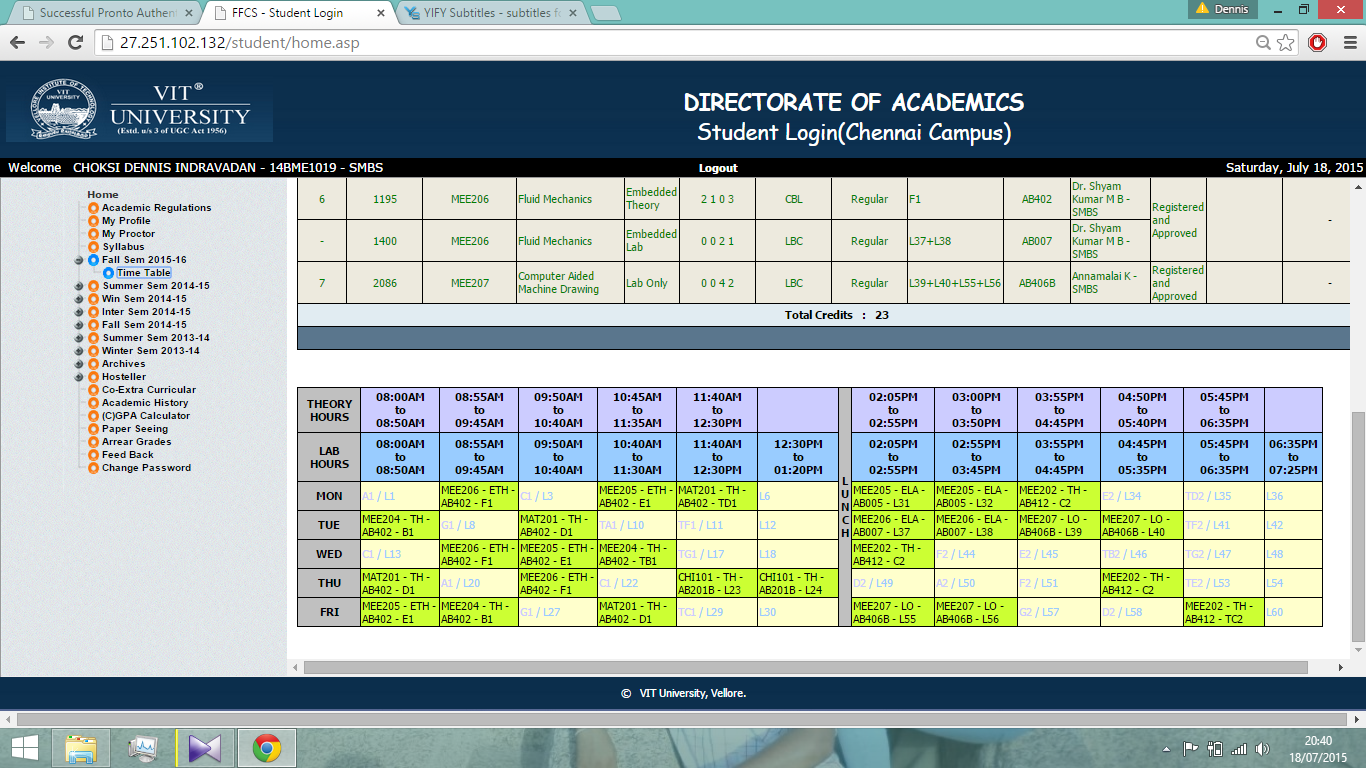 Successful Pronto Authent
FFCS - Student Login
YIFY Subtitles - subtitles fo
Dennis
27.251.102.132/student/home.asp
VIT®
UNIVERSITY
(Estd. u/s 3 of UGC Act 1956)
DIRECTORATE OF ACADEMICS
Student Login(Chennai Campus)
Welcome CHOKSI DENNIS INDRAVADAN - 14BME1019 - SMBS
Logout
Saturday, July 18, 2015
Home
Academic Regulations
My Profile
My Proctor
Syllabus
Fall Sem 2015-16
Time Table
Summer Sem 2014-15
Win Sem 2014-15
Inter Sem 2014-15
Fall Sem 2014-15
Summer Sem 2013-14
Winter Sem 2013-14
Archives
Hosteller
Co-Extra Curricular
Academic History
(C)GPA Calculator
Paper Seeing
Arrear Grades
Feed Back
Change Password
6 1195 MEE206 Fluid Mechanics Embedded Theory 2 1 0 3 CBL Regular F1 AB402 Dr. Shyam Kumar M B - SMBS Registered and Approved -
- 1400 MEE206 Fluid Mechanics Embedded Lab 0 0 2 1 LBC Regular L37+L38 AB007 Dr. Shyam Kumar M B - SMBS
7 2086 MEE207 Computer Aided Machine Drawing Lab Only 0 0 4 2 LBC Regular L39+L40+L55+L56 AB406B Annamalai K - SMBS Registered and Approved -
Total Credits : 23
THEORY HOURS 08:00AM to 08:50AM 08:55AM to 09:45AM 09:50AM to 10:40AM 10:45AM to 11:35AM 11:40AM to 12:30PM LUNCH 02:05PM to 02:55PM 03:00PM to 03:50PM 03:55PM to 04:45PM 04:50PM to 05:40PM 05:45PM to 06:35PM
LAB HOURS 08:00AM to 08:50AM 08:55AM to 09:45AM 09:50AM to 10:40AM 10:40AM to 11:30AM 11:40AM to 12:30PM 12:30PM to 01:20PM 02:05PM to 02:55PM 02:55PM to 03:45PM 03:55PM to 04:45PM 04:45PM to 05:35PM 05:45PM to 06:35PM 06:35PM to 07:25PM
MON A1 / L1 MEE206 - ETH - AB402 - F1 C1 / L3 MEE205 - ETH - AB402 - E1 MAT201 - TH - AB402 - TD1 L6 MEE205 - ELA - AB005 - L31 MEE205 - ELA - AB005 - L32 MEE202 - TH - AB412 - C2 E2 / L34 TD2 / L35 L36
TUE MEE204 - TH - AB402 - B1 G1 / L8 MAT201 - TH - AB402 - D1 TA1 / L10 TF1 / L11 L12 MEE206 - ELA - AB007 - L37 MEE206 - ELA - AB007 - L38 MEE207 - LO - AB406B - L39 MEE207 - LO - AB406B - L40 TF2 / L41 L42
WED C1 / L13 MEE206 - ETH - AB402 - F1 MEE205 - ETH - AB402 - E1 MEE204 - TH - AB402 - TB1 TG1 / L17 L18 MEE202 - TH - AB412 - C2 F2 / L44 E2 / L45 TB2 / L46 TG2 / L47 L48
THU MAT201 - TH - AB402 - D1 A1 / L20 MEE206 - ETH - AB402 - F1 C1 / L22 CHI101 - TH - AB201B - L23 CHI101 - TH - AB201B - L24 D2 / L49 A2 / L50 F2 / L51 MEE202 - TH - AB412 - C2 TE2 / L53 L54
FRI MEE205 - ETH - AB402 - E1 MEE204 - TH - AB402 - B1 G1 / L27 MAT201 - TH - AB402 - D1 TC1 / L29 L30 MEE207 - LO - AB406B - L55 MEE207 - LO - AB406B - L56 G2 / L57 D2 / L58 MEE202 - TH - AB412 - TC2 L60
© VIT University, Vellore.
20:40
18/07/2015